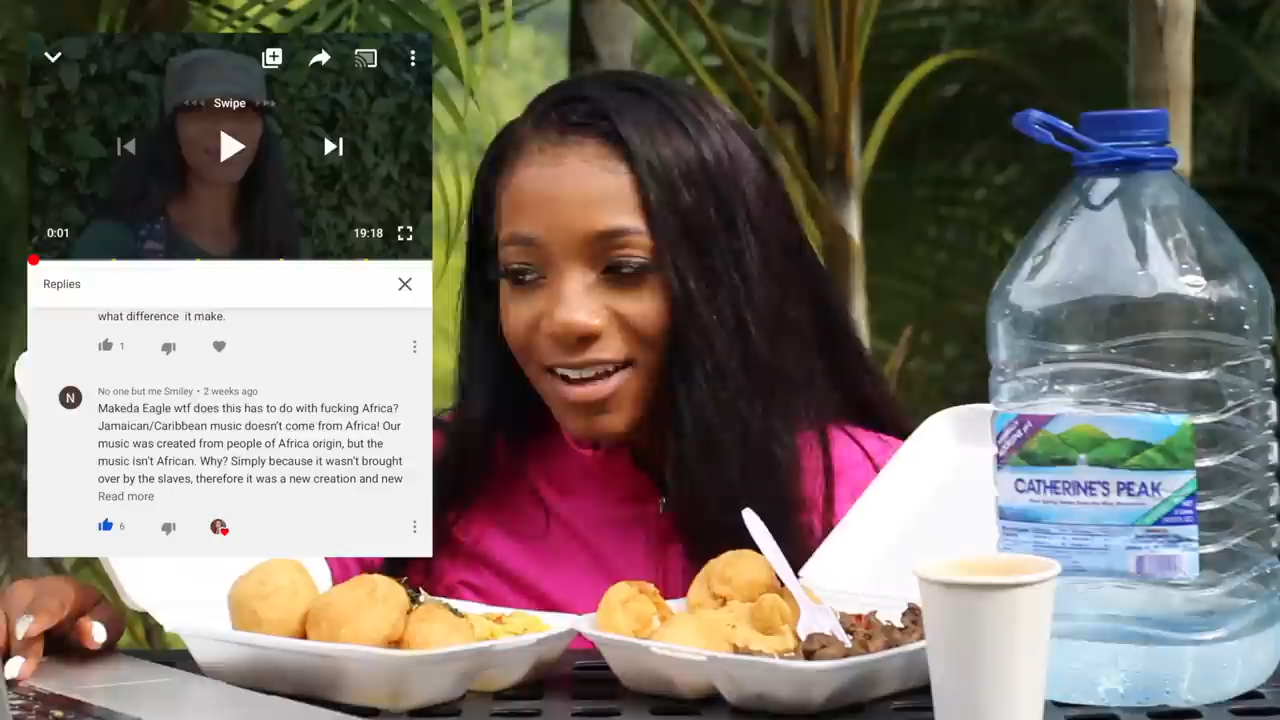 Swipe
0:01
19:18
Replies
what difference it make.
1
N
No one but me Smiley • 2 weeks ago
Makeda Eagle wtf does this has to do with fucking Africa?
Jamaican/Caribbean music doesn't come from Africa! Our
music was created from people of Africa origin, but the
music isn't African. Why? Simply because it wasn't brought
over by the slaves, therefore it was a new creation and new
Read more
6
CATHERINE'S PEAK